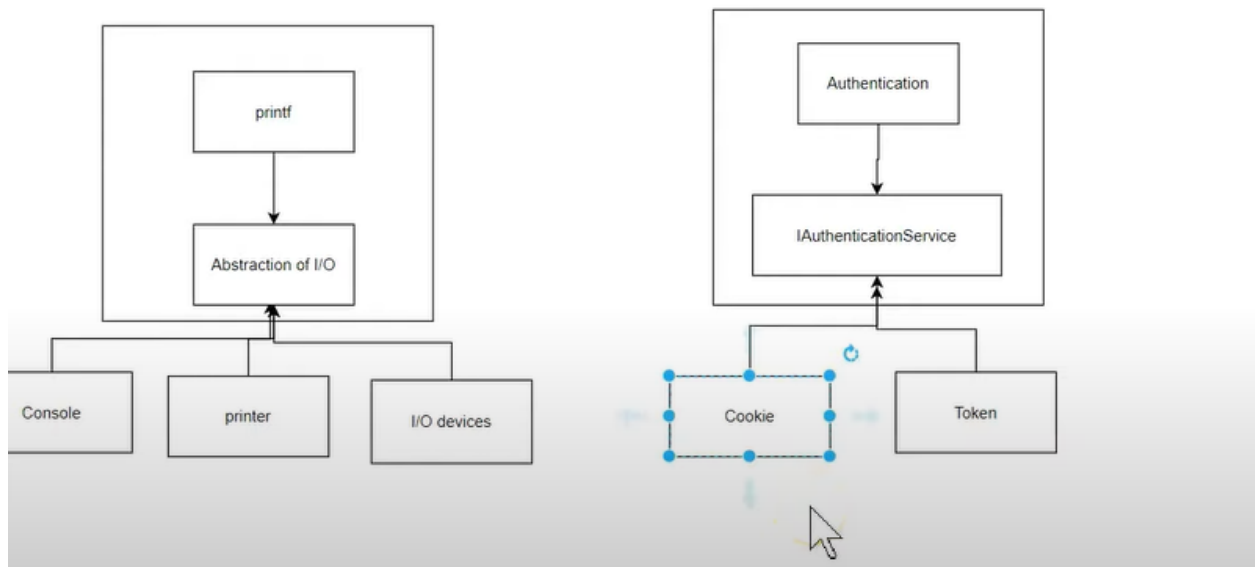 printf
Abstraction of I/O
Console
printer
I/O devices
Authentication
IAuthenticationService
Cookie
Token